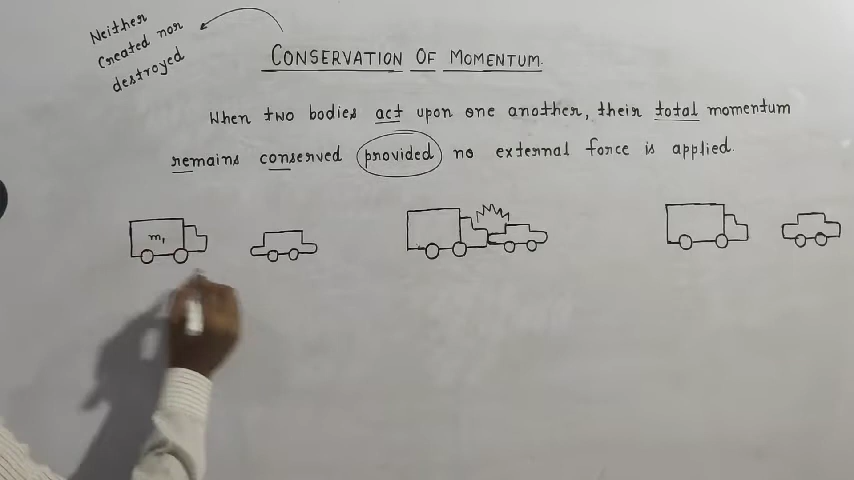 Neither
Created nor
destroyed
CONSERVATION OF MOMENTUM.
When two bodies act upon one another, their total momentum
remains conserved provided no external force is applied.
m₁